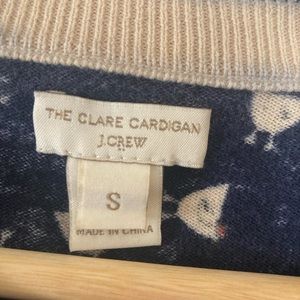 THE CLARE CARDIGAN
J.CREW
S
MADE IN CHINA